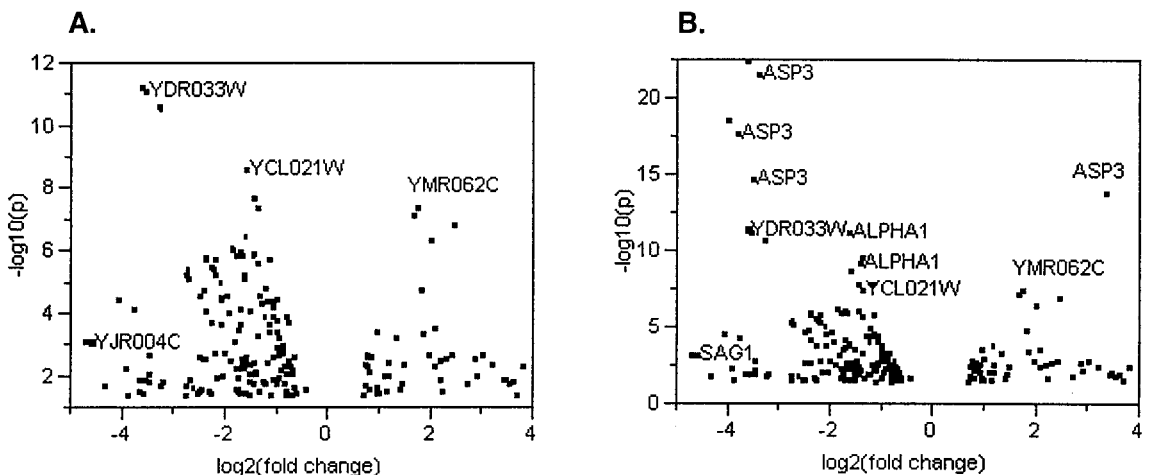 A.
12
10
8
6
4
2
-log10(p)
YDR033W
YCL021W
YMR062C
YJR004C
-4 -2 0 2 4
log2(fold change)
B.
20
15
10
5
0
-log10(p)
ASP3
ASP3
ASP3
ASP3
YDR033W
ALPHA1
ALPHA1
YMR062C
YCL021W
SAG1
-4 -2 0 2 4
log2(fold change)